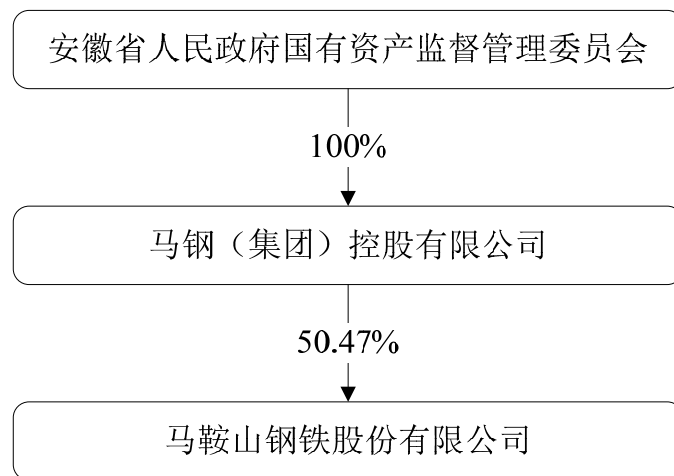 安徽省人民政府国有资产监督管理委员会
100%
马钢（集团）控股有限公司
50.47%
马鞍山钢铁股份有限公司